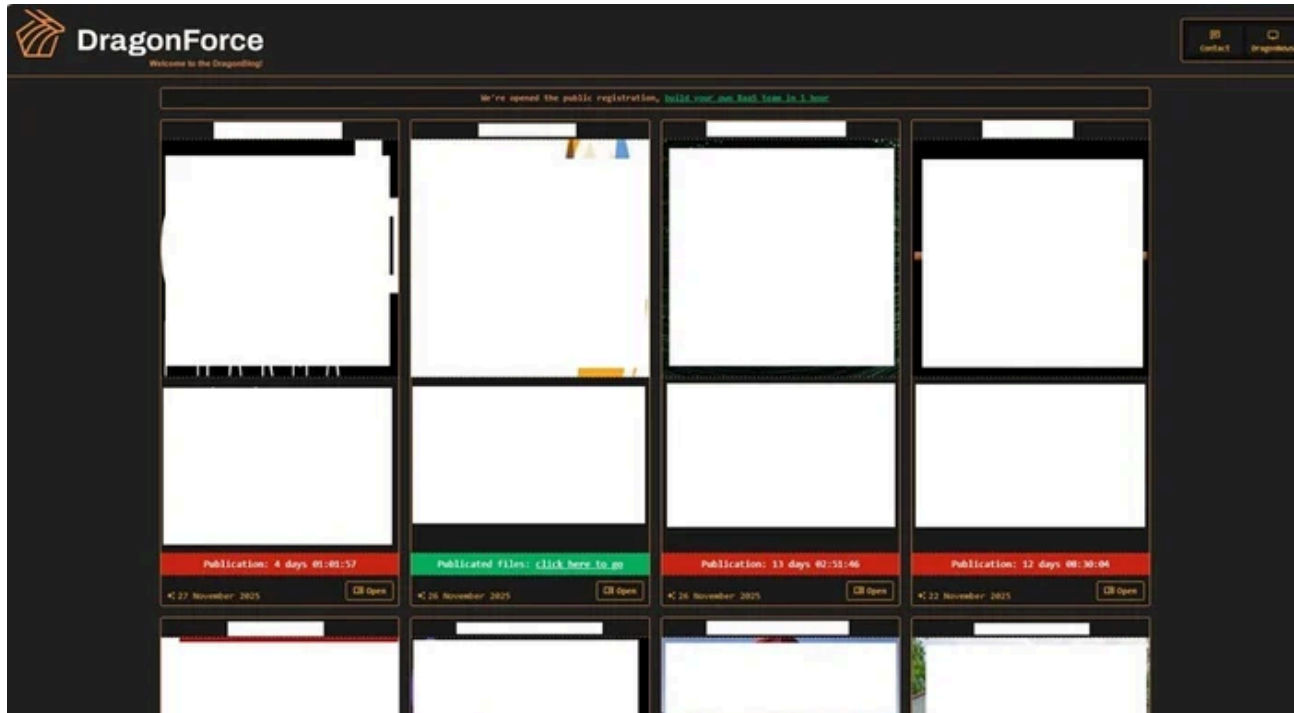 DragonForce
Welcome to the DragonBlog!
Contact
We're opened the public registration, build your own RaaS team in 1 hour
Publication: 4 days 01:01:57
Publicated files: click here to go
Publication: 13 days 02:51:46
Publication: 12 days 08:30:04
27 November 2025
Open
26 November 2025
Open
26 November 2025
Open
22 November 2025
Open